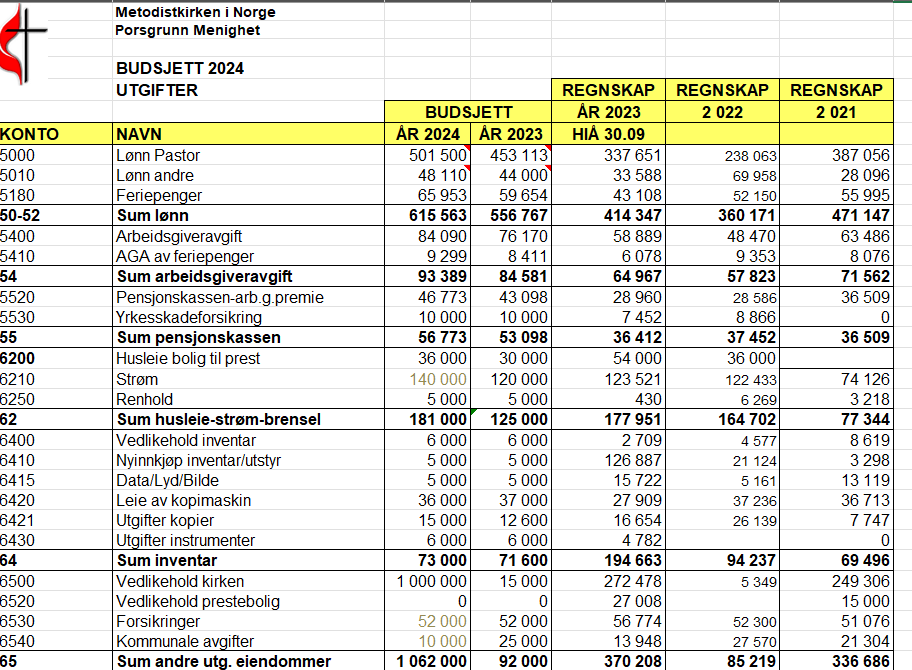 Metodistkirken i Norge
Porsgrunn Menighet
BUDSJETT 2024
UTGIFTER REGNSKAP REGNSKAP REGNSKAP
BUDSJETT ÅR 2023 2 022 2 021
KONTO NAVN ÅR 2024 ÅR 2023 HIÅ 30.09
5000 Lønn Pastor 501 500 453 113 337 651 238 063 387 056
5010 Lønn andre 48 110 44 000 33 588 69 958 28 096
5180 Feriepenger 65 953 59 654 43 108 52 150 55 995
50-52 Sum lønn 615 563 556 767 414 347 360 171 471 147
5400 Arbeidsgiveravgift 84 090 76 170 58 889 48 470 63 486
5410 AGA av feriepenger 9 299 8 411 6 078 9 353 8 076
54 Sum arbeidsgiveravgift 93 389 84 581 64 967 57 823 71 562
5520 Pensjonskassen-arb.g.premie 46 773 43 098 28 960 28 586 36 509
5530 Yrkesskadeforsikring 10 000 10 000 7 452 8 866 0
55 Sum pensjonskassen 56 773 53 098 36 412 37 452 36 509
6200 Husleie bolig til prest 36 000 30 000 54 000 36 000
6210 Strøm 140 000 120 000 123 521 122 433 74 126
6250 Renhold 5 000 5 000 430 6 269 3 218
62 Sum husleie-strøm-brensel 181 000 125 000 177 951 164 702 77 344
6400 Vedlikehold inventar 6 000 6 000 2 709 4 577 8 619
6410 Nyinnkjøp inventar/utstyr 5 000 5 000 126 887 21 124 3 298
6415 Data/Lyd/Bilde 5 000 5 000 15 722 5 161 13 119
6420 Leie av kopimaskin 36 000 37 000 27 909 37 236 36 713
6421 Utgifter kopier 15 000 12 600 16 654 26 139 7 747
6430 Utgifter instrumenter 6 000 6 000 4 782 0
64 Sum inventar 73 000 71 600 194 663 94 237 69 496
6500 Vedlikehold kirken 1 000 000 15 000 272 478 5 349 249 306
6520 Vedlikehold prestebolig 0 0 27 008 15 000
6530 Forsikringer 52 000 52 000 56 774 52 300 51 076
6540 Kommunale avgifter 10 000 25 000 13 948 27 570 21 304
65 Sum andre utg. eiendommer 1 062 000 92 000 370 208 85 219 336 686